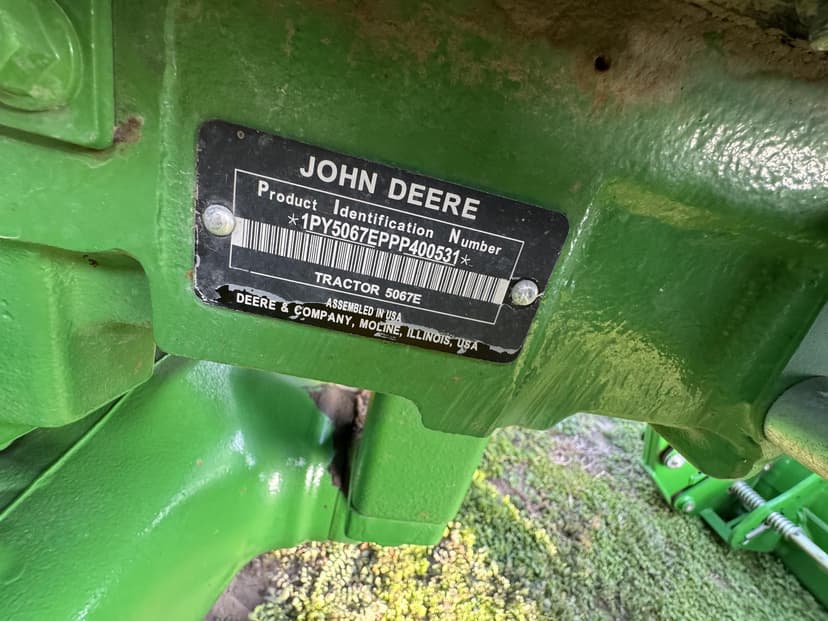 JOHN DEERE
Product Identification Number
*1PY5067EPPP400531*
TRACTOR 5067E
ASSEMBLED IN USA
DEERE & COMPANY, MOLINE, ILLINOIS, USA